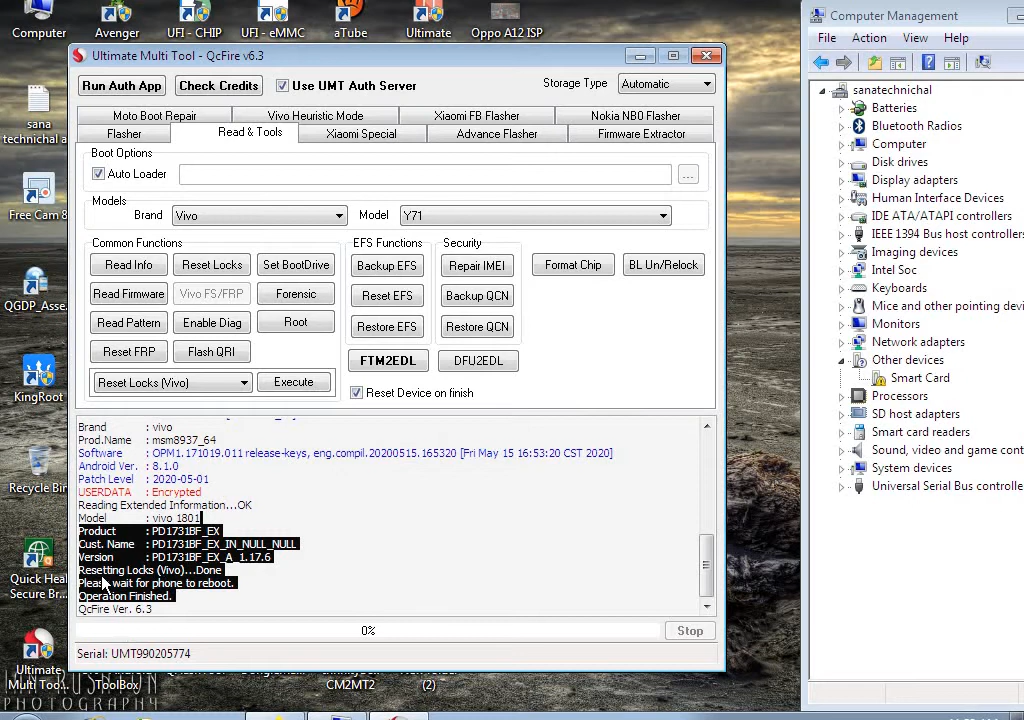 Computer
Avenger
UFI - CHIP
UFI - eMMC
aTube
Ultimate
Oppo A12 ISP
sana
technichal a
Free Cam 8
QGDP_Asse.
KingRoot
Recycle Bin
Quick Heal
Secure Br...
Ultimate
Multi Too...
ToolBox
CM2MT2
(2)
PHOTOGRAPHY
Ultimate Multi Tool - QcFire v6.3
Run Auth App
Check Credits
Use UMT Auth Server
Storage Type
Automatic
Moto Boot Repair
Vivo Heuristic Mode
Xiaomi FB Flasher
Nokia NB0 Flasher
Flasher
Read & Tools
Xiaomi Special
Advance Flasher
Firmware Extractor
Boot Options
Auto Loader
...
Models
Brand
Vivo
Model
Y71
Common Functions
EFS Functions
Security
Read Info
Reset Locks
Set BootDrive
Backup EFS
Repair IMEI
Format Chip
BL Un/Relock
Read Firmware
Vivo FS/FRP
Forensic
Reset EFS
Backup QCN
Read Pattern
Enable Diag
Root
Restore EFS
Restore QCN
Reset FRP
Flash QRI
FTM2EDL
DFU2EDL
Reset Locks (Vivo)
Execute
Reset Device on finish
Brand : vivo
Prod.Name : msm8937_64
Software : OPM1.171019.011 release-keys, eng.compil.20200515.165320 [Fri May 15 16:53:20 CST 2020]
Android Ver. : 8.1.0
Patch Level : 2020-05-01
USERDATA : Encrypted
Reading Extended Information...OK
Model : vivo 1801
Product : PD1731BF_EX
Cust. Name : PD1731BF_EX_IN_NULL_NULL
Version : PD1731BF_EX_A_1.17.6
Resetting Locks (Vivo)...Done
Please wait for phone to reboot.
Operation Finished.
QcFire Ver. 6.3
0%
Stop
Serial: UMT990205774
Computer Management
File Action View Help
sanatechnichal
Batteries
Bluetooth Radios
Computer
Disk drives
Display adapters
Human Interface Devices
IDE ATA/ATAPI controllers
IEEE 1394 Bus host controllers
Imaging devices
Intel Soc
Keyboards
Mice and other pointing devi
Monitors
Network adapters
Other devices
Smart Card
Processors
SD host adapters
Smart card readers
Sound, video and game cont
System devices
Universal Serial Bus controlle